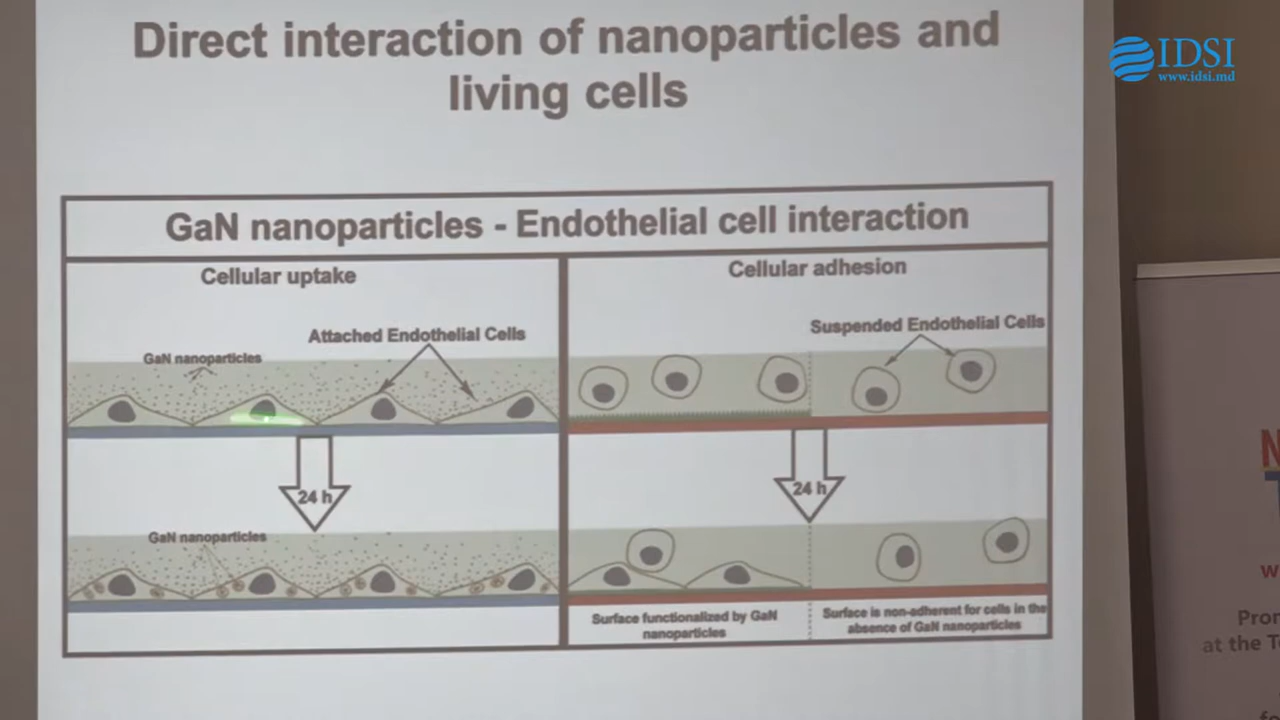 Direct interaction of nanoparticles and
living cells
IDSI
www.idsi.md
GaN nanoparticles - Endothelial cell interaction
Cellular uptake
Attached Endothelial Cells
GaN nanoparticles
24 h
GaN nanoparticles
Cellular adhesion
Suspended Endothelial Cells
24 h
Surface functionalized by GaN
nanoparticles
Surface is non-adherent for cells in the
absence of GaN nanoparticles
at the